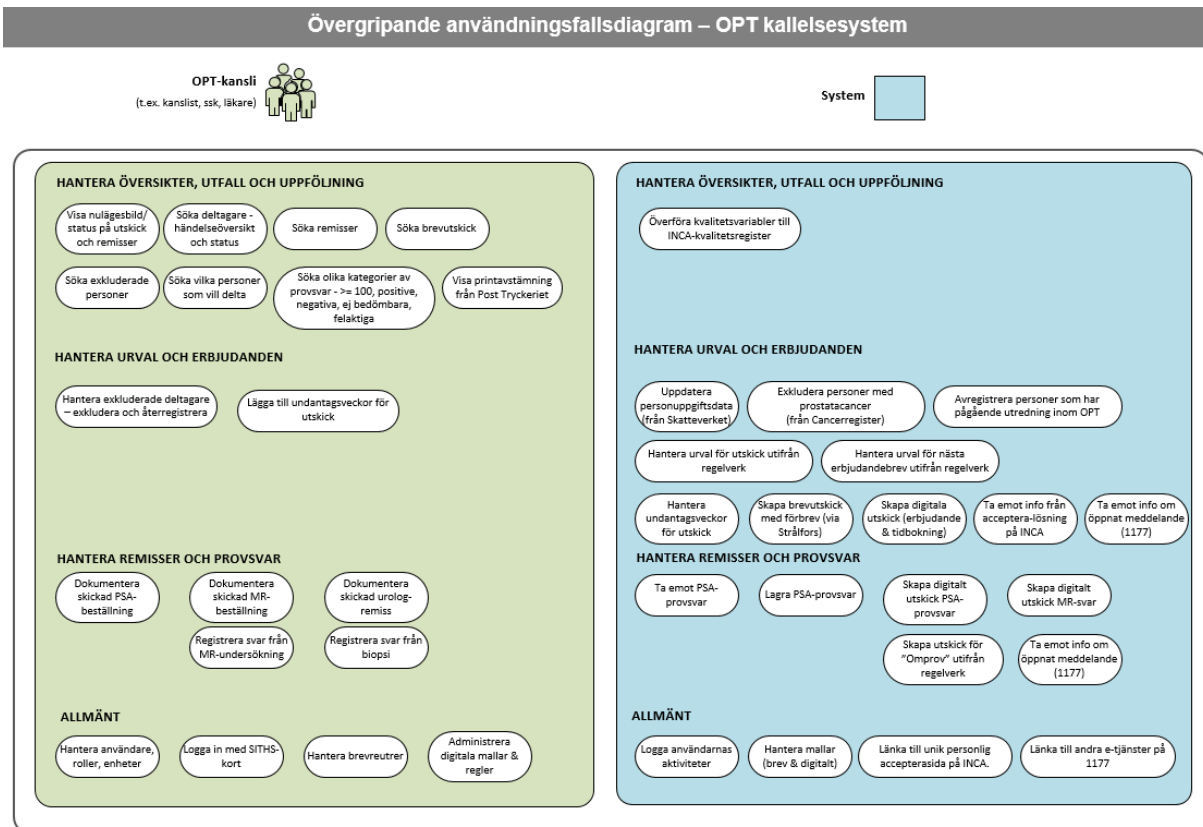 Övergripande användningsfallsdiagram – OPT kallelsesystem
OPT-kansli
(t.ex. kanslist, ssk, läkare)
System
HANTERA ÖVERSIKTER, UTFALL OCH UPPFÖLJNING
Visa nulägesbild/
status på utskick
och remisser
Söka deltagare -
händelseöversikt
och status
Söka remisser
Söka brevutskick
Söka exkluderade
personer
Söka vilka personer
som vill delta
Söka olika kategorier av
provsvar - >= 100, positive,
negativa, ej bedömbara,
felaktiga
Visa printavstämning
från Post Tryckeriet
HANTERA URVAL OCH ERBJUDANDEN
Hantera exkluderade deltagare
– exkludera och återregistrera
Lägga till undantagsveckor för
utskick
HANTERA REMISSER OCH PROVSVAR
Dokumentera
skickad PSA-
beställning
Dokumentera
skickad MR-
beställning
Dokumentera
skickad urolog-
remiss
Registrera svar från
MR-undersökning
Registrera svar från
biopsi
ALLMÄNT
Hantera användare,
roller, enheter
Logga in med SITHS-
kort
Hantera brevreutrer
Administrera
digitala mallar &
regler
HANTERA ÖVERSIKTER, UTFALL OCH UPPFÖLJNING
Överföra kvalitetsvariabler till
INCA-kvalitetsregister
HANTERA URVAL OCH ERBJUDANDEN
Uppdatera
personuppgiftsdata
(från Skatteverket)
Exkludera personer med
prostatacancer
(från Cancerregister)
Avregistrera personer som har
pågående utredning inom OPT
Hantera urval för utskick utifrån
regelverk
Hantera urval för nästa
erbjudandebrev utifrån regelverk
Hantera
undantagsveckor
för utskick
Skapa brevutskick
med förbrev (via
Strålfors)
Skapa digitala
utskick (erbjudande
& tidbokning)
Ta emot info från
acceptera-lösning
på INCA
Ta emot info om
öppnat meddelande
(1177)
HANTERA REMISSER OCH PROVSVAR
Ta emot PSA-
provsvar
Lagra PSA-provsvar
Skapa digitalt
utskick PSA-
provsvar
Skapa digitalt
utskick MR-svar
Skapa utskick för
”Omprov” utifrån
regelverk
Ta emot info om
öppnat meddelande
(1177)
ALLMÄNT
Logga användarnas
aktiviteter
Hantera mallar
(brev & digitalt)
Länka till unik personlig
accepterasida på INCA.
Länka till andra e-tjänster på
1177